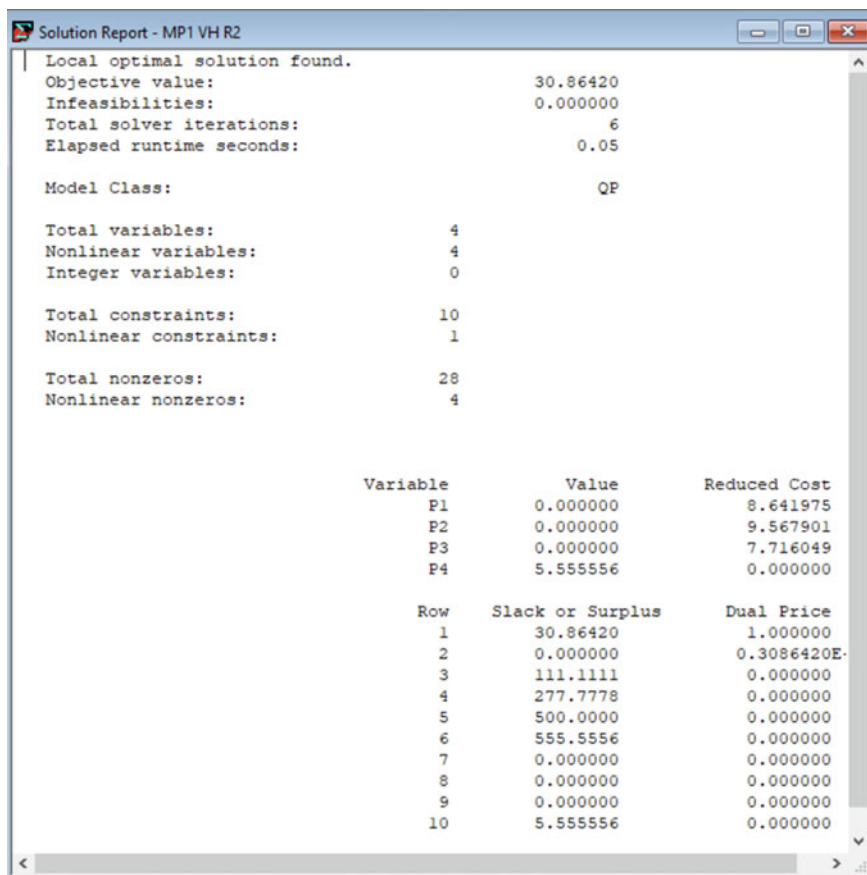 Solution Report - MP1 VH R2
Local optimal solution found.
Objective value: 30.86420
Infeasibilities: 0.000000
Total solver iterations: 6
Elapsed runtime seconds: 0.05
Model Class: QP
Total variables: 4
Nonlinear variables: 4
Integer variables: 0
Total constraints: 10
Nonlinear constraints: 1
Total nonzeros: 28
Nonlinear nonzeros: 4
Variable Value Reduced Cost
P1 0.000000 8.641975
P2 0.000000 9.567901
P3 0.000000 7.716049
P4 5.555556 0.000000
Row Slack or Surplus Dual Price
1 30.86420 1.000000
2 0.000000 0.3086420E-
3 111.1111 0.000000
4 277.7778 0.000000
5 500.0000 0.000000
6 555.5556 0.000000
7 0.000000 0.000000
8 0.000000 0.000000
9 0.000000 0.000000
10 5.555556 0.000000